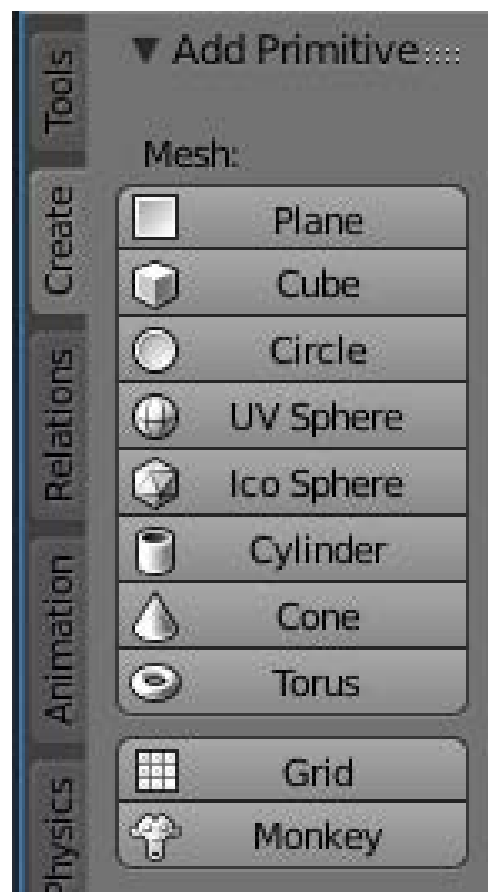 Tools
Create
Relations
Animation
Physics
Add Primitive
Mesh:
Plane
Cube
Circle
UV Sphere
Ico Sphere
Cylinder
Cone
Torus
Grid
Monkey